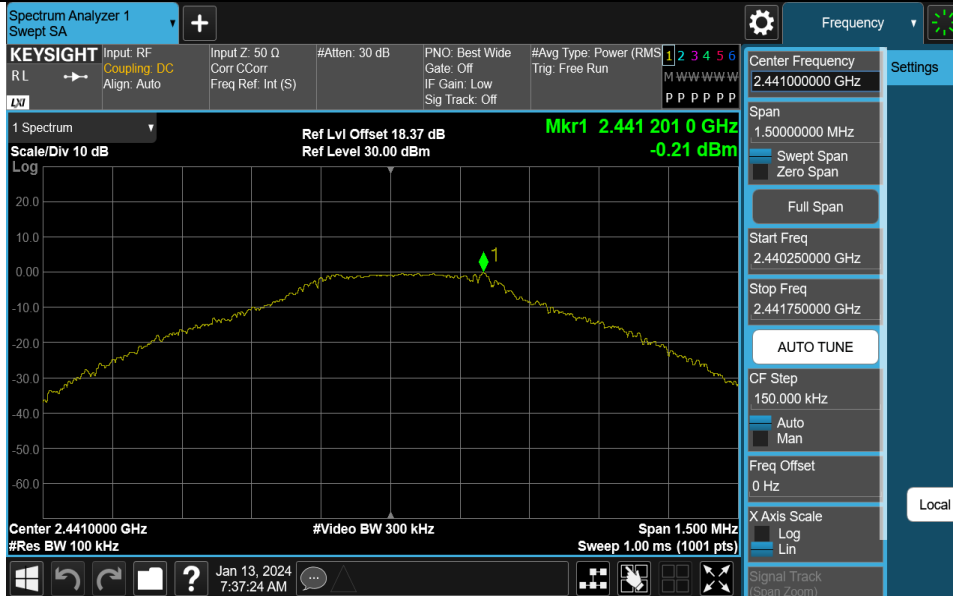 Spectrum Analyzer 1
Swept SA
+
Frequency
KEYSIGHT
R L
LXI
Input: RF
Coupling: DC
Align: Auto
Input Z: 50 Ω
Corr CCorr
Freq Ref: Int (S)
#Atten: 30 dB
PNO: Best Wide
Gate: Off
IF Gain: Low
Sig Track: Off
#Avg Type: Power (RMS
Trig: Free Run
1 2 3 4 5 6
M W W W W W
P P P P P P
1 Spectrum
Scale/Div 10 dB
Log
Ref Lvl Offset 18.37 dB
Ref Level 30.00 dBm
Mkr1 2.441 201 0 GHz
-0.21 dBm
20.0
10.0
0.00
-10.0
-20.0
-30.0
-40.0
-50.0
-60.0
1
Center 2.4410000 GHz
#Res BW 100 kHz
#Video BW 300 kHz
Span 1.500 MHz
Sweep 1.00 ms (1001 pts)
Center Frequency
2.441000000 GHz
Span
1.50000000 MHz
Swept Span
Zero Span
Full Span
Start Freq
2.440250000 GHz
Stop Freq
2.441750000 GHz
AUTO TUNE
CF Step
150.000 kHz
Auto
Man
Freq Offset
0 Hz
X Axis Scale
Log
Lin
Signal Track
(Span Zoom)
Settings
Local
?
Jan 13, 2024
7:37:24 AM